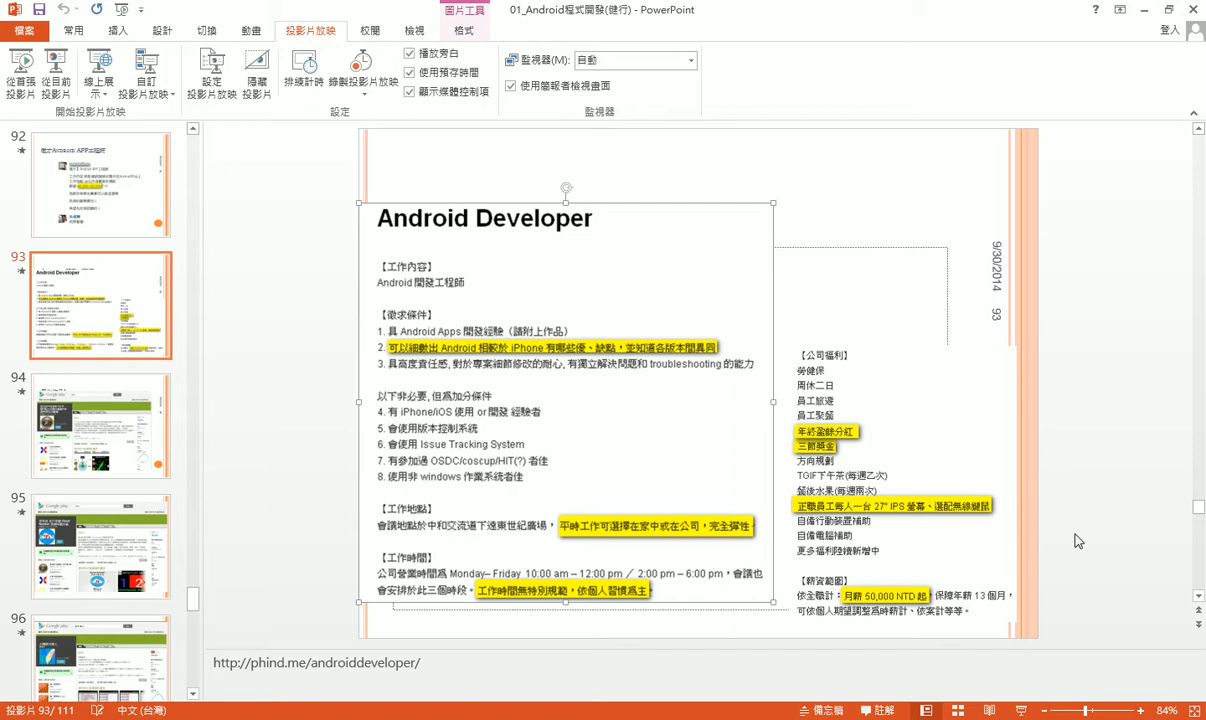 圖片工具
01_Android程式開發(健行) - PowerPoint
檔案
常用
插入
設計
切換
動畫
投影片放映
校閱
檢視
格式
登入
從首張
投影片
從目前
投影片
線上展
示
自訂
投影片放映
設定
投影片放映
隱藏
投影片
排練計時
錄製投影片放映
播放旁白
使用預存時間
顯示媒體控制項
監視器(M):
自動
使用簡報者檢視畫面
開始投影片放映
設定
監視器
92
93
Android Developer
94
95
96
Android Developer
【工作內容】
Android 開發工程師
【徵求條件】
1. 具 Android Apps 開發經驗（請附上作品）
2. 可以細數出 Android 相較於 iPhone 有哪些優、缺點，並知道各版本間異同
3. 具高度責任感, 對於專案細節修改的耐心, 有獨立解決問題和 troubleshooting 的能力
以下非必要, 但為加分條件
4. 有 iPhone/iOS 使用 or 開發 經驗者
5. 會使用版本控制系統
6. 會使用 Issue Tracking System
7. 有參加過 OSDC/coscup/HIT(?) 者佳
8. 使用非 windows 作業系統者佳
【工作地點】
會議地點於中和交流道下遠東世紀廣場，平時工作可選擇在家中或在公司，完全彈性
【工作時間】
公司營業時間為 Monday– Friday 10:00 am – 12:00 pm ／ 2:00 pm – 6:00 pm，會議也
會安排於此三個時段。工作時間無特別規範，依個人習慣為主
9/30/2014
93
【公司福利】
勞健保
周休二日
員工旅遊
員工聚餐
年終盈餘分紅
三節獎金
方向規劃
TGIF下午茶(每週乙次)
餐後水果(每週兩次)
正職員工每人一台 27" IPS 螢幕、選配無線鍵鼠
自備行動裝置補助
自備電腦補助
更多福利陸續新增中
【薪資範圍】
依全職計：月薪 50,000 NTD 起，保障年薪 13 個月，
可依個人期望調整為時薪計、依案計等等。
http://phind.me/androiddeveloper/
投影片 93/ 111
中文 (台灣)
備忘稿
註解
84%